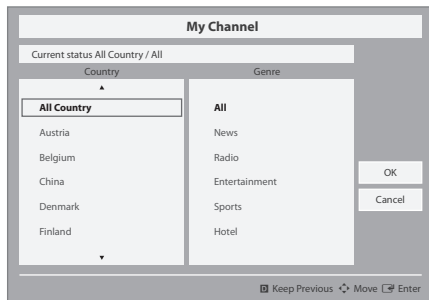 My Channel
Current status All Country / All
Country
Genre
All Country
Austria
Belgium
China
Denmark
Finland
All
News
Radio
Entertainment
Sports
Hotel
OK
Cancel
Keep Previous Move Enter